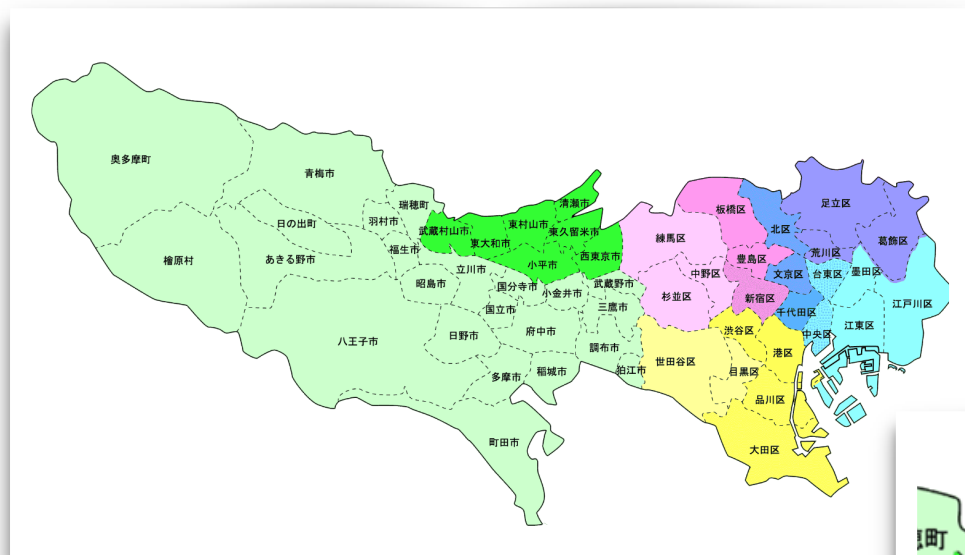 奥多摩町
青梅市
瑞穂町
日の出町
羽村市
檜原村
あきる野市
福生市
武蔵村山市
東大和市
東村山市
清瀬市
東久留米市
小平市
西東京市
昭島市
立川市
国分寺市
小金井市
武蔵野市
三鷹市
国立市
八王子市
日野市
府中市
調布市
狛江市
多摩市
稲城市
町田市
練馬区
板橋区
北区
足立区
荒川区
葛飾区
豊島区
文京区
台東区
墨田区
中野区
杉並区
新宿区
千代田区
中央区
江東区
江戸川区
渋谷区
世田谷区
港区
目黒区
品川区
大田区
町